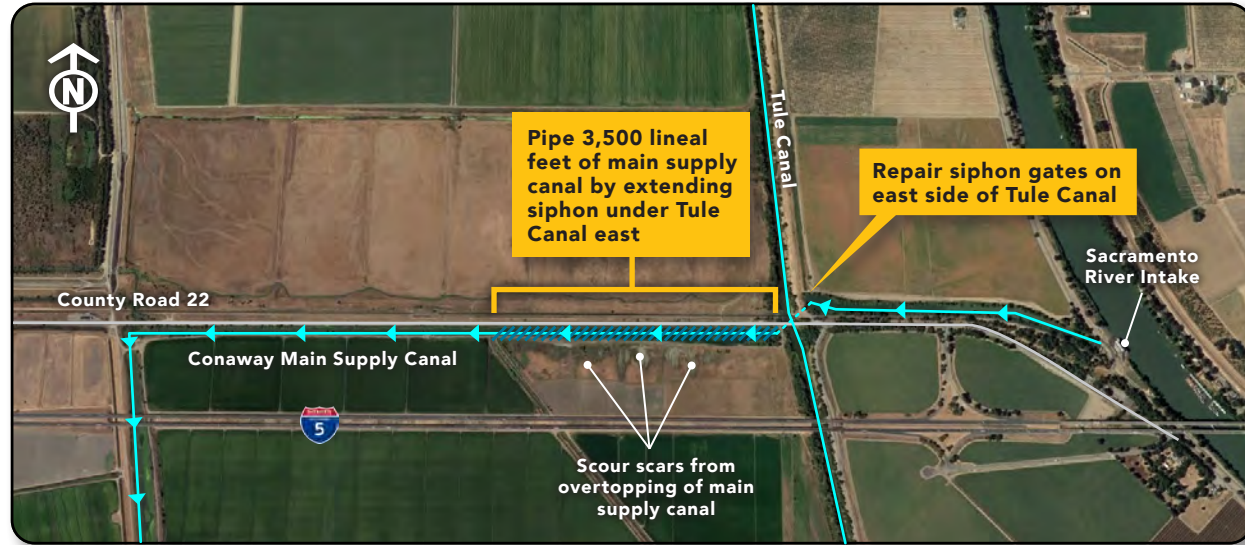 N
Pipe 3,500 lineal
feet of main supply
canal by extending
siphon under Tule
Canal east
Tule Canal
Repair siphon gates on
east side of Tule Canal
Sacramento
River Intake
County Road 22
Conaway Main Supply Canal
INTERSTATE
5
Scour scars from
overtopping of main
supply canal